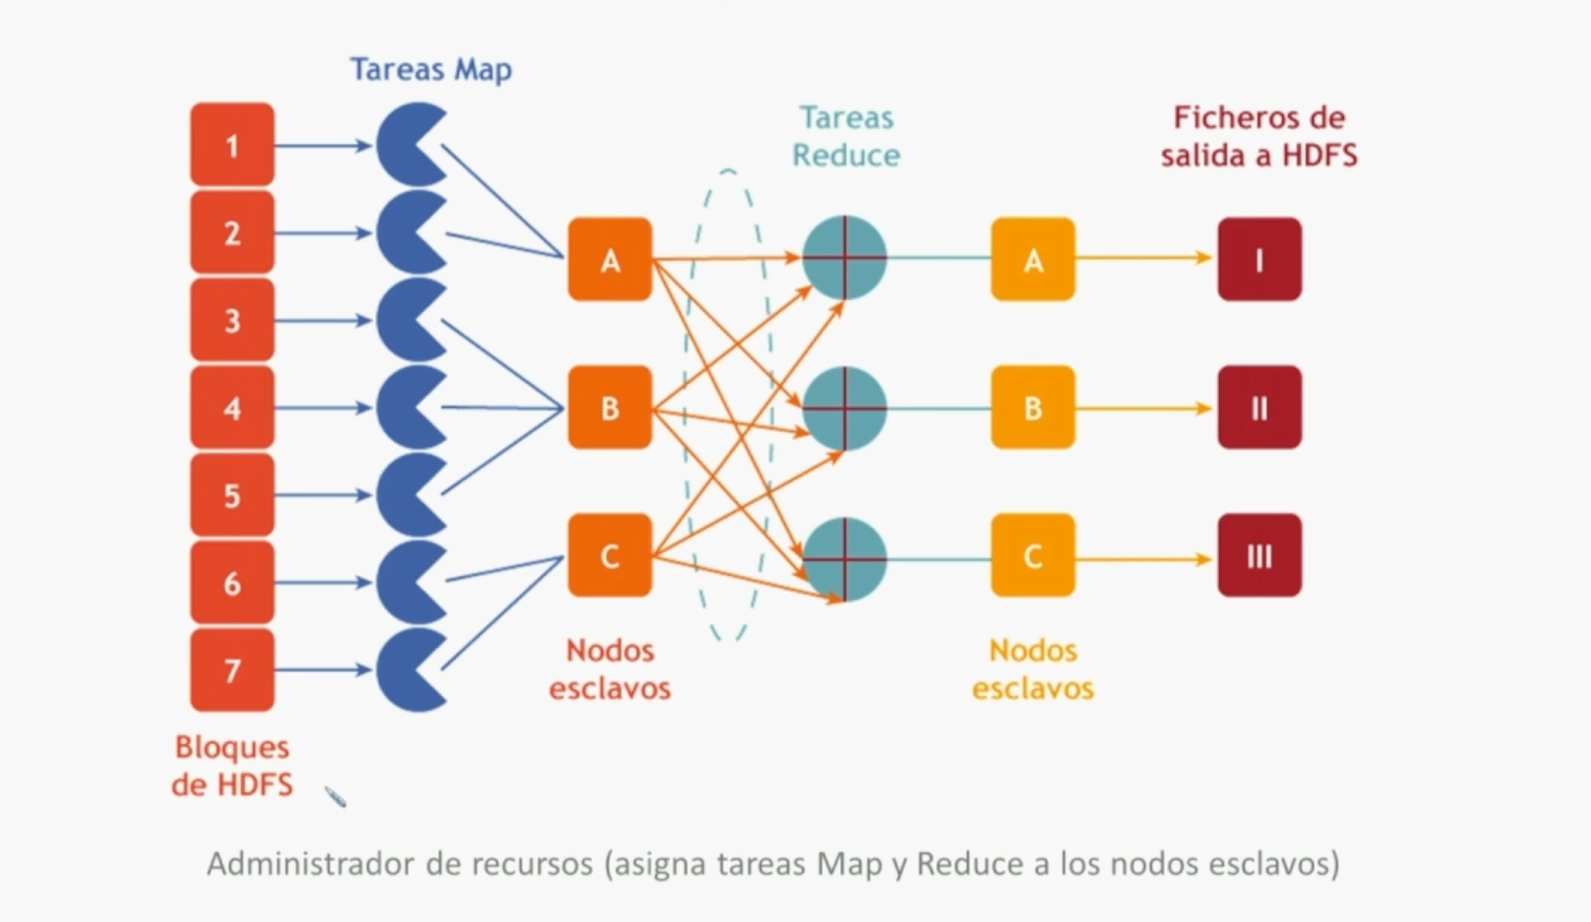 Tareas Map
Tareas
Reduce
Ficheros de
salida a HDFS
1
2
3
4
5
6
7
A
B
C
A
B
C
I
II
III
Nodos
esclavos
Nodos
esclavos
Bloques
de HDFS
Administrador de recursos (asigna tareas Map y Reduce a los nodos esclavos)